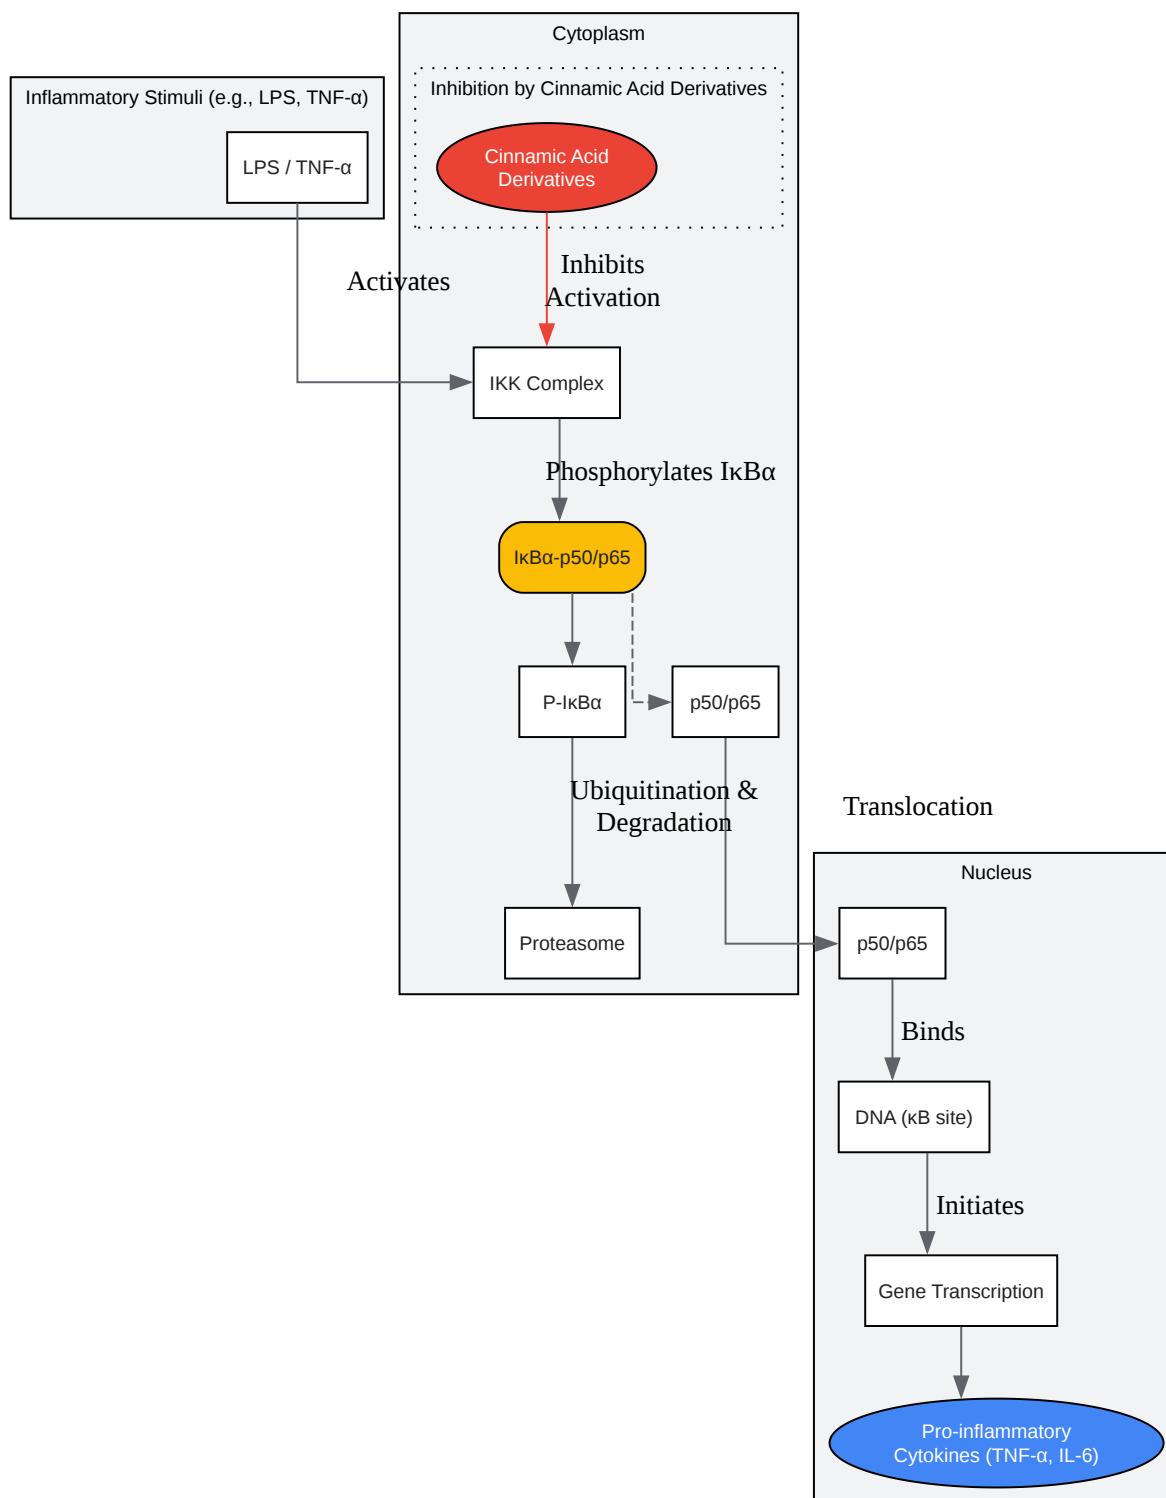 Cytoplasm
Inhibition by Cinnamic Acid Derivatives
Inflammatory Stimuli (e.g., LPS, TNF-α)
LPS / TNF-α
Cinnamic Acid
Derivatives
Activates
Inhibits
Activation
IKK Complex
Phosphorylates IκBα
IκBα-p50/p65
P-IκBα
p50/p65
Ubiquitination &
Degradation
Translocation
Nucleus
Proteasome
p50/p65
Binds
DNA (κB site)
Initiates
Gene Transcription
Pro-inflammatory
Cytokines (TNF-α, IL-6)